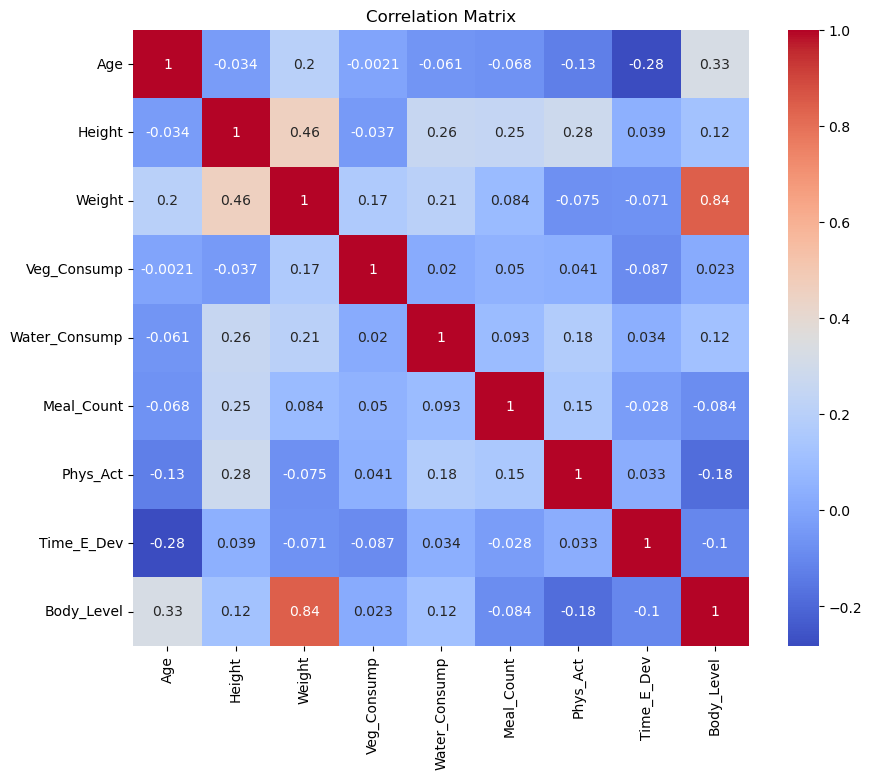 Correlation Matrix
Age 1 -0.034 0.2 -0.0021 -0.061 -0.068 -0.13 -0.28 0.33
Height -0.034 1 0.46 -0.037 0.26 0.25 0.28 0.039 0.12
Weight 0.2 0.46 1 0.17 0.21 0.084 -0.075 -0.071 0.84
Veg_Consump -0.0021 -0.037 0.17 1 0.02 0.05 0.041 -0.087 0.023
Water_Consump -0.061 0.26 0.21 0.02 1 0.093 0.18 0.034 0.12
Meal_Count -0.068 0.25 0.084 0.05 0.093 1 0.15 -0.028 -0.084
Phys_Act -0.13 0.28 -0.075 0.041 0.18 0.15 1 0.033 -0.18
Time_E_Dev -0.28 0.039 -0.071 -0.087 0.034 -0.028 0.033 1 -0.1
Body_Level 0.33 0.12 0.84 0.023 0.12 -0.084 -0.18 -0.1 1
Age
Height
Weight
Veg_Consump
Water_Consump
Meal_Count
Phys_Act
Time_E_Dev
Body_Level
1.0
0.8
0.6
0.4
0.2
0.0
−0.2